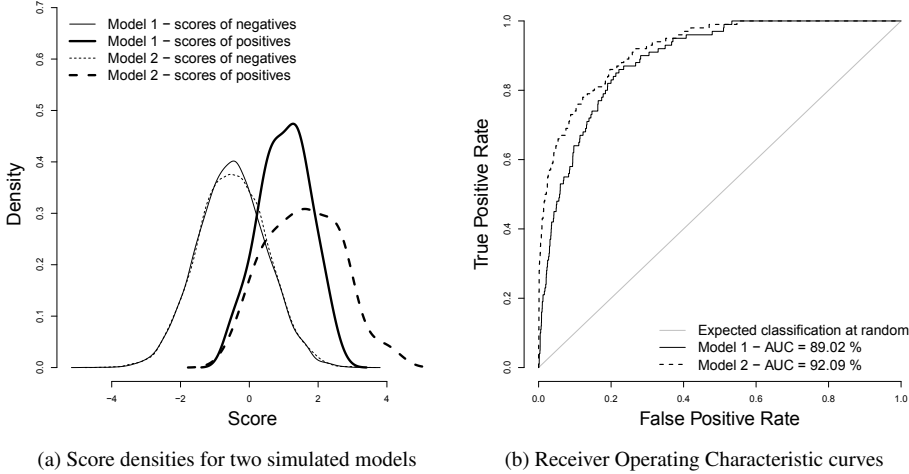 Model 1 − scores of negatives
Model 1 − scores of positives
Model 2 − scores of negatives
Model 2 − scores of positives
Density
0.0
0.1
0.2
0.3
0.4
0.5
0.6
0.7
−4
−2
0
2
4
Score
(a) Score densities for two simulated models
True Positive Rate
0.0
0.2
0.4
0.6
0.8
1.0
Expected classification at random
Model 1 − AUC = 89.02 %
Model 2 − AUC = 92.09 %
0.0
0.2
0.4
0.6
0.8
1.0
False Positive Rate
(b) Receiver Operating Characteristic curves